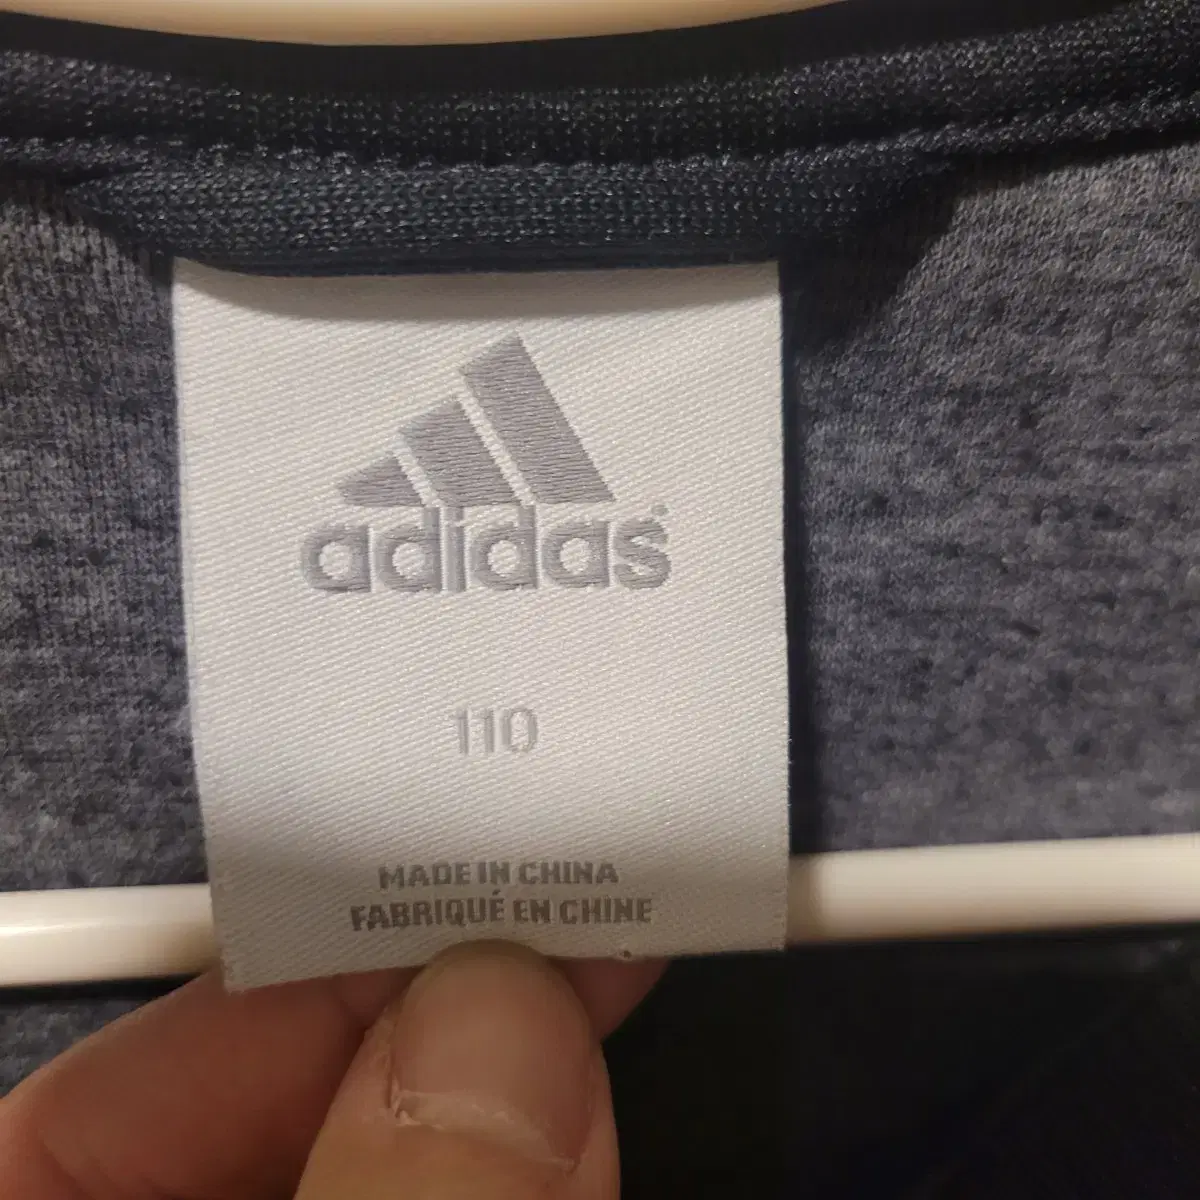 adidas
110
MADE IN CHINA
FABRIQUÉ EN CHINE